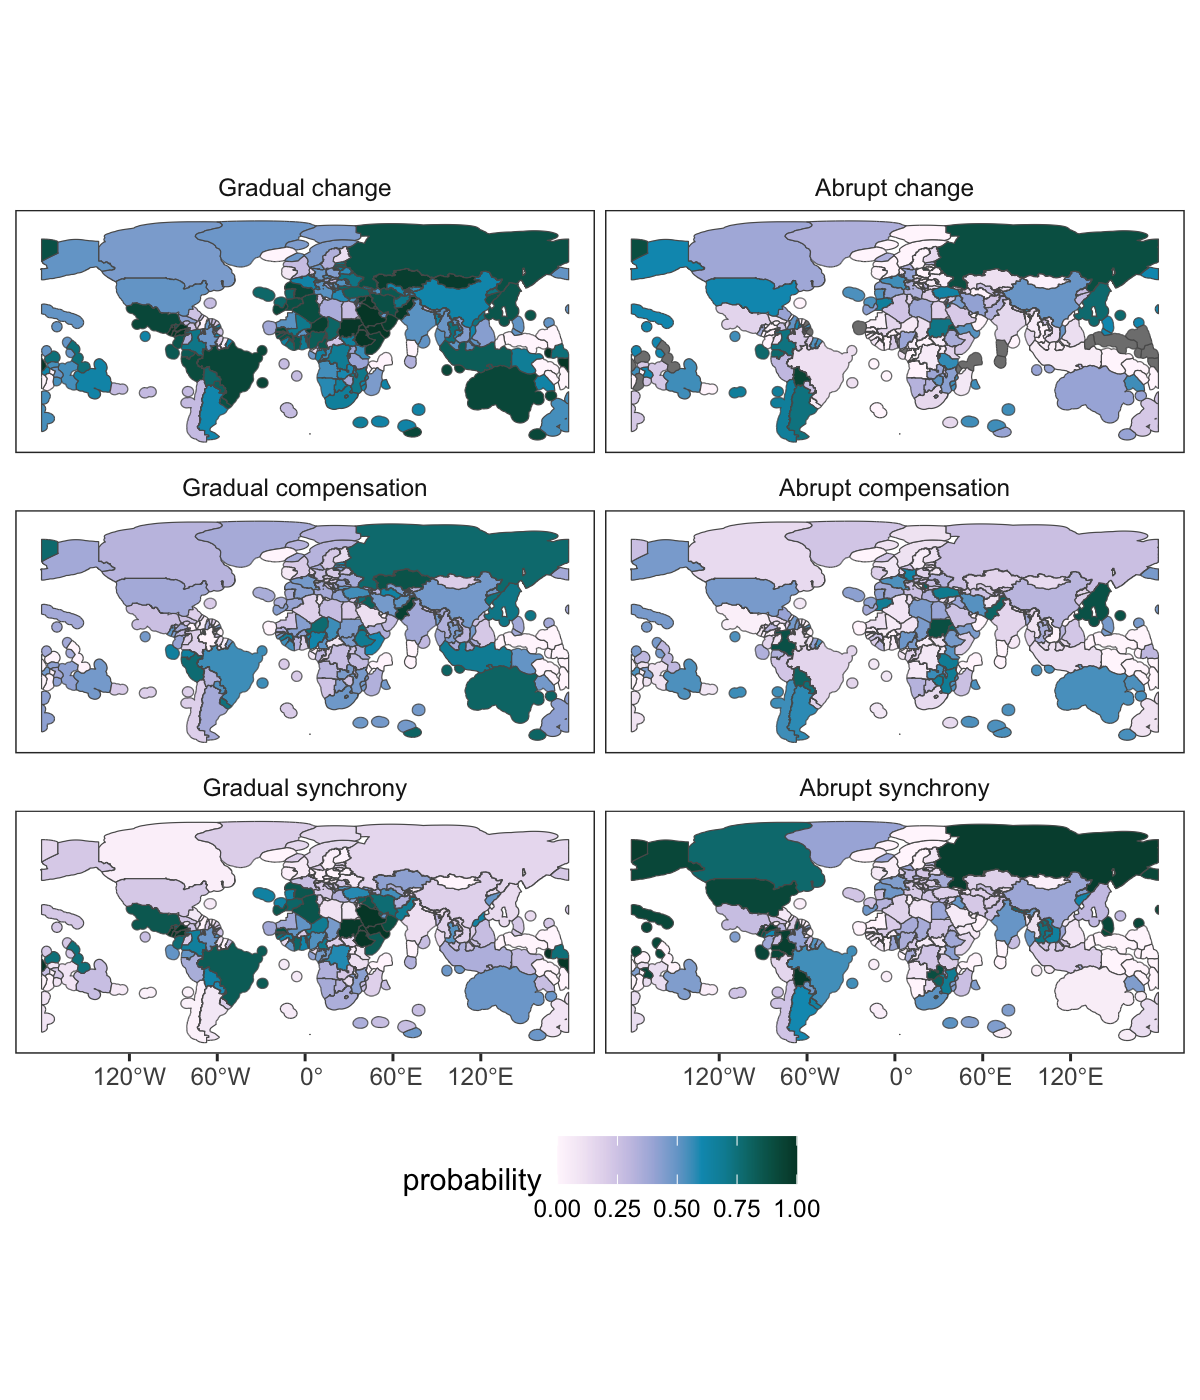 Gradual change
Abrupt change
Gradual compensation
Abrupt compensation
Gradual synchrony
Abrupt synchrony
120°W 60°W 0° 60°E 120°E
120°W 60°W 0° 60°E 120°E
probability
0.00 0.25 0.50 0.75 1.00